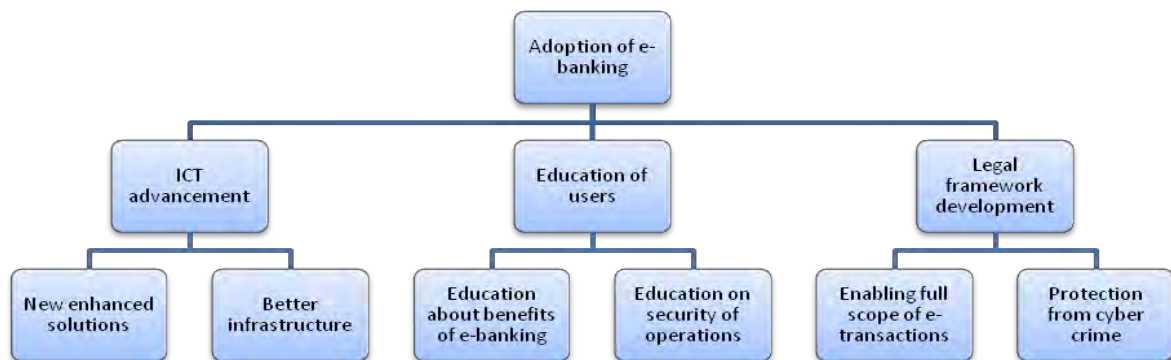 Adoption of e-
banking
ICT
advancement
Education of
users
Legal
framework
development
New enhanced
solutions
Better
infrastructure
Education
about benefits
of e-banking
Education on
security of
operations
Enabling full
scope of e-
transactions
Protection
from cyber
crime